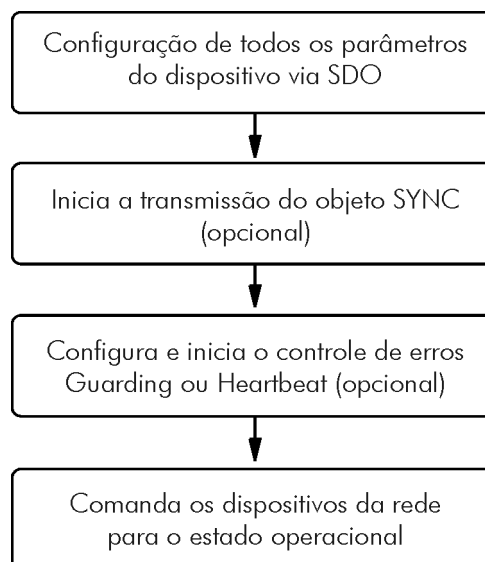 Configuração de todos os parâmetros
do dispositivo via SDO
Inicia a transmissão do objeto SYNC
(opcional)
Configura e inicia o controle de erros
Guarding ou Heartbeat (opcional)
Comanda os dispositivos da rede
para o estado operacional